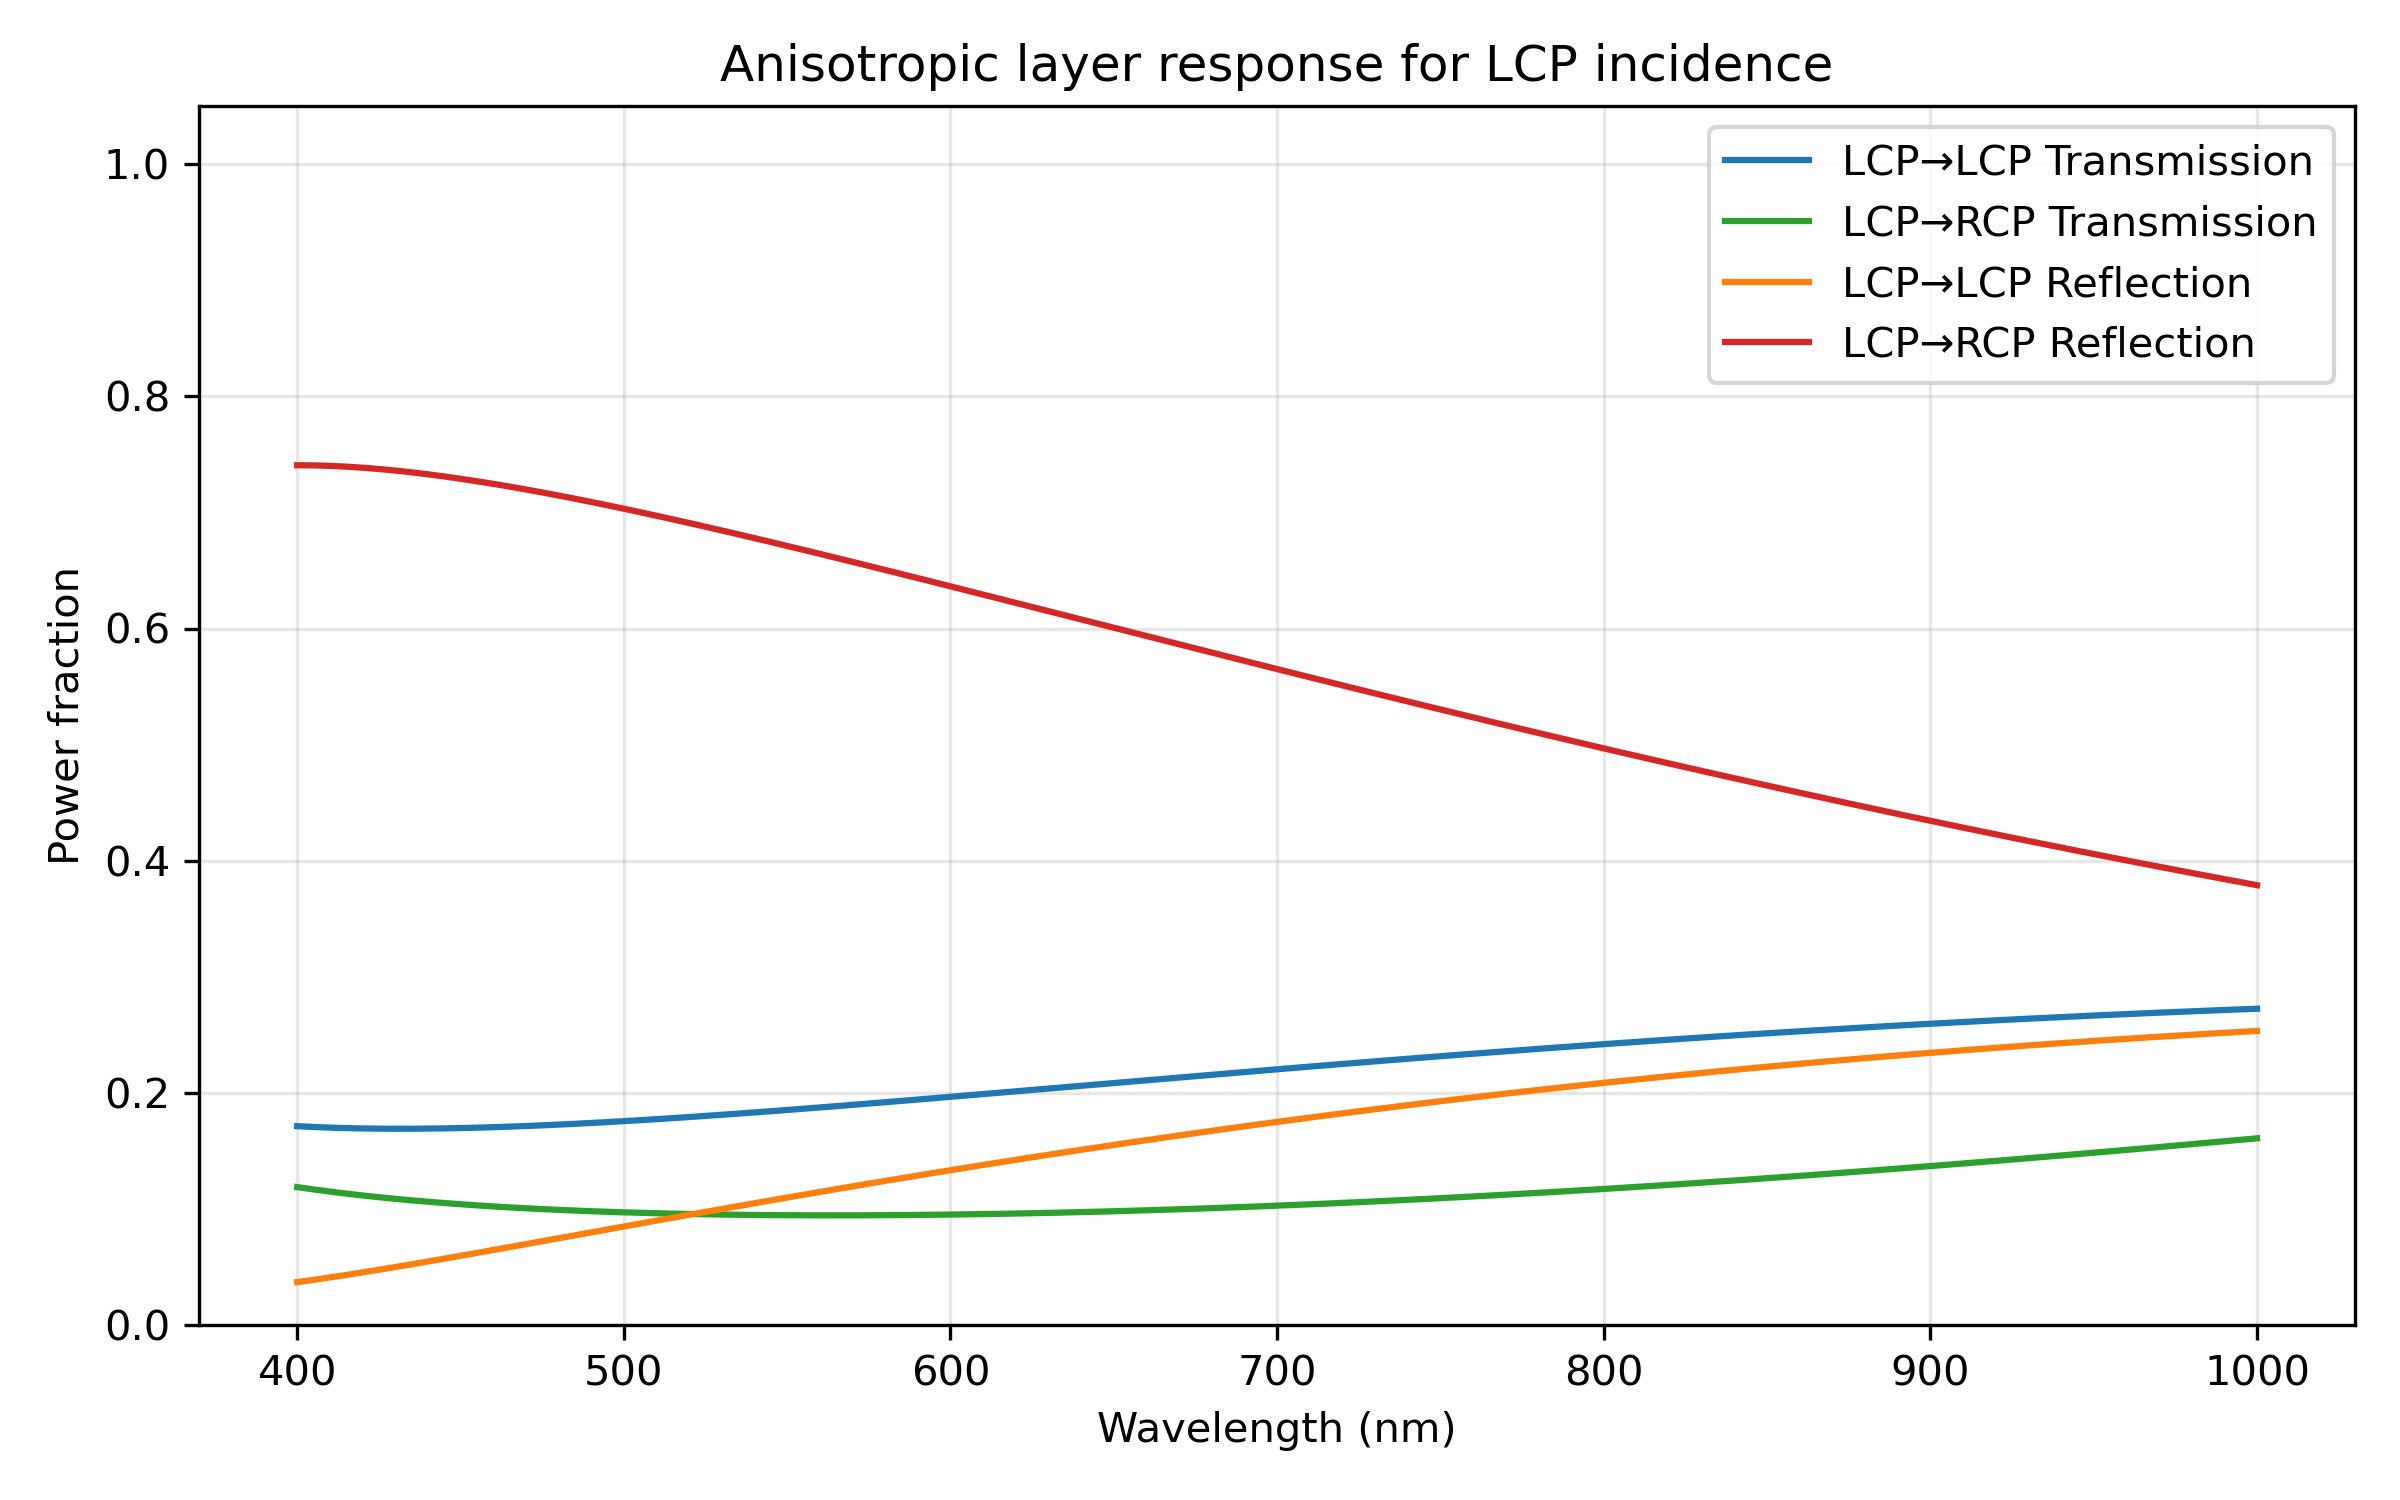 Anisotropic layer response for LCP incidence
LCP→LCP Transmission
LCP→RCP Transmission
LCP→LCP Reflection
LCP→RCP Reflection
Power fraction
1.0
0.8
0.6
0.4
0.2
0.0
400 500 600 700 800 900 1000
Wavelength (nm)